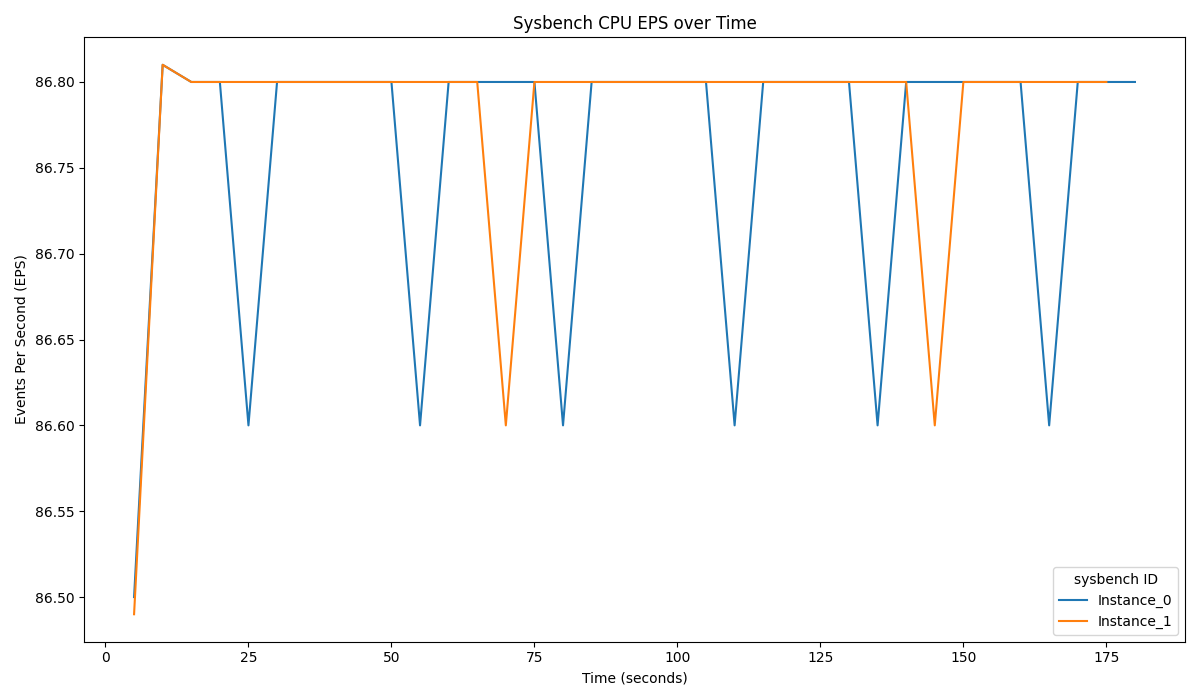 Sysbench CPU EPS over Time
Events Per Second (EPS)
86.80
86.75
86.70
86.65
86.60
86.55
86.50
0 25 50 75 100 125 150 175
Time (seconds)
sysbench ID
Instance_0
Instance_1